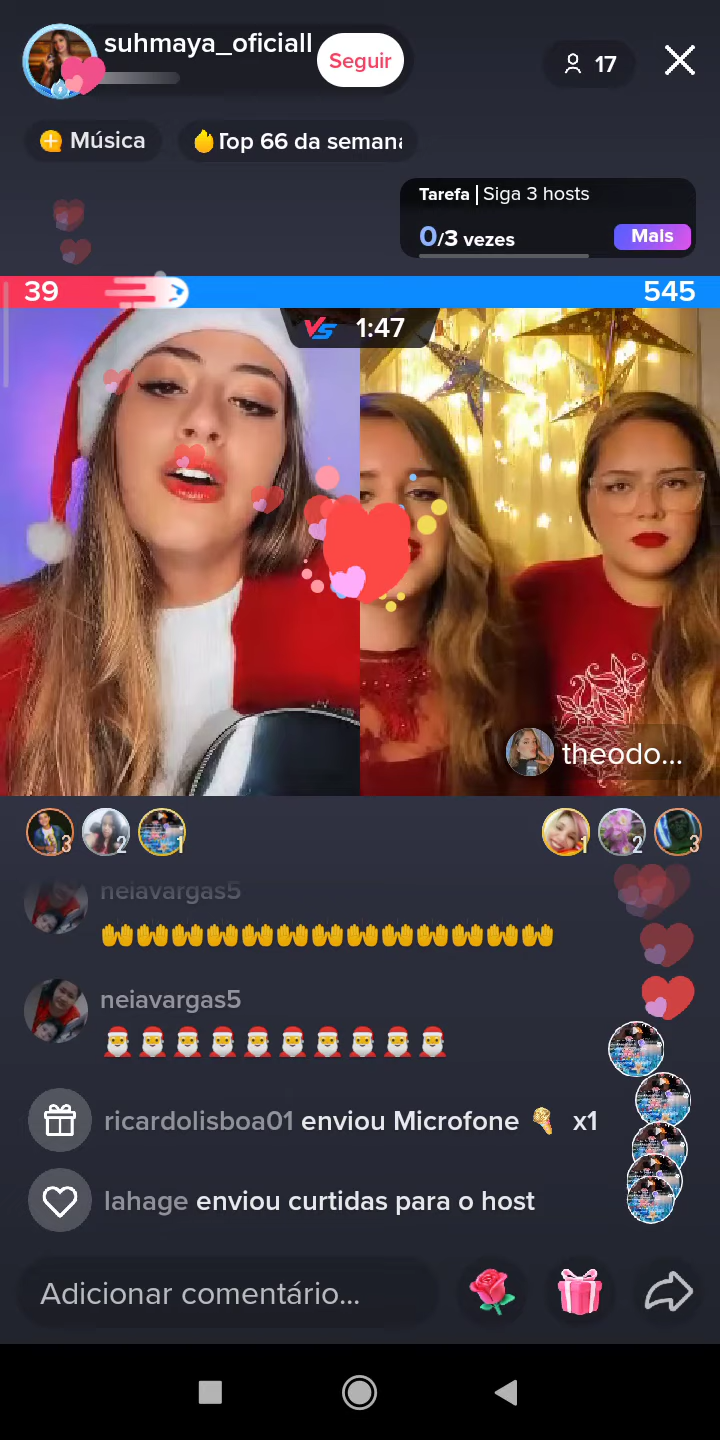 suhmaya_oficiall
Seguir
17
Música
Top 66 da semana
Tarefa | Siga 3 hosts
0/3 vezes
Mais
39
545
VS 1:47
theodo...
3
2
1
1
2
3
neiavargas5
neiavargas5
ricardolisboa01 enviou Microfone x1
lahage enviou curtidas para o host
Adicionar comentário...